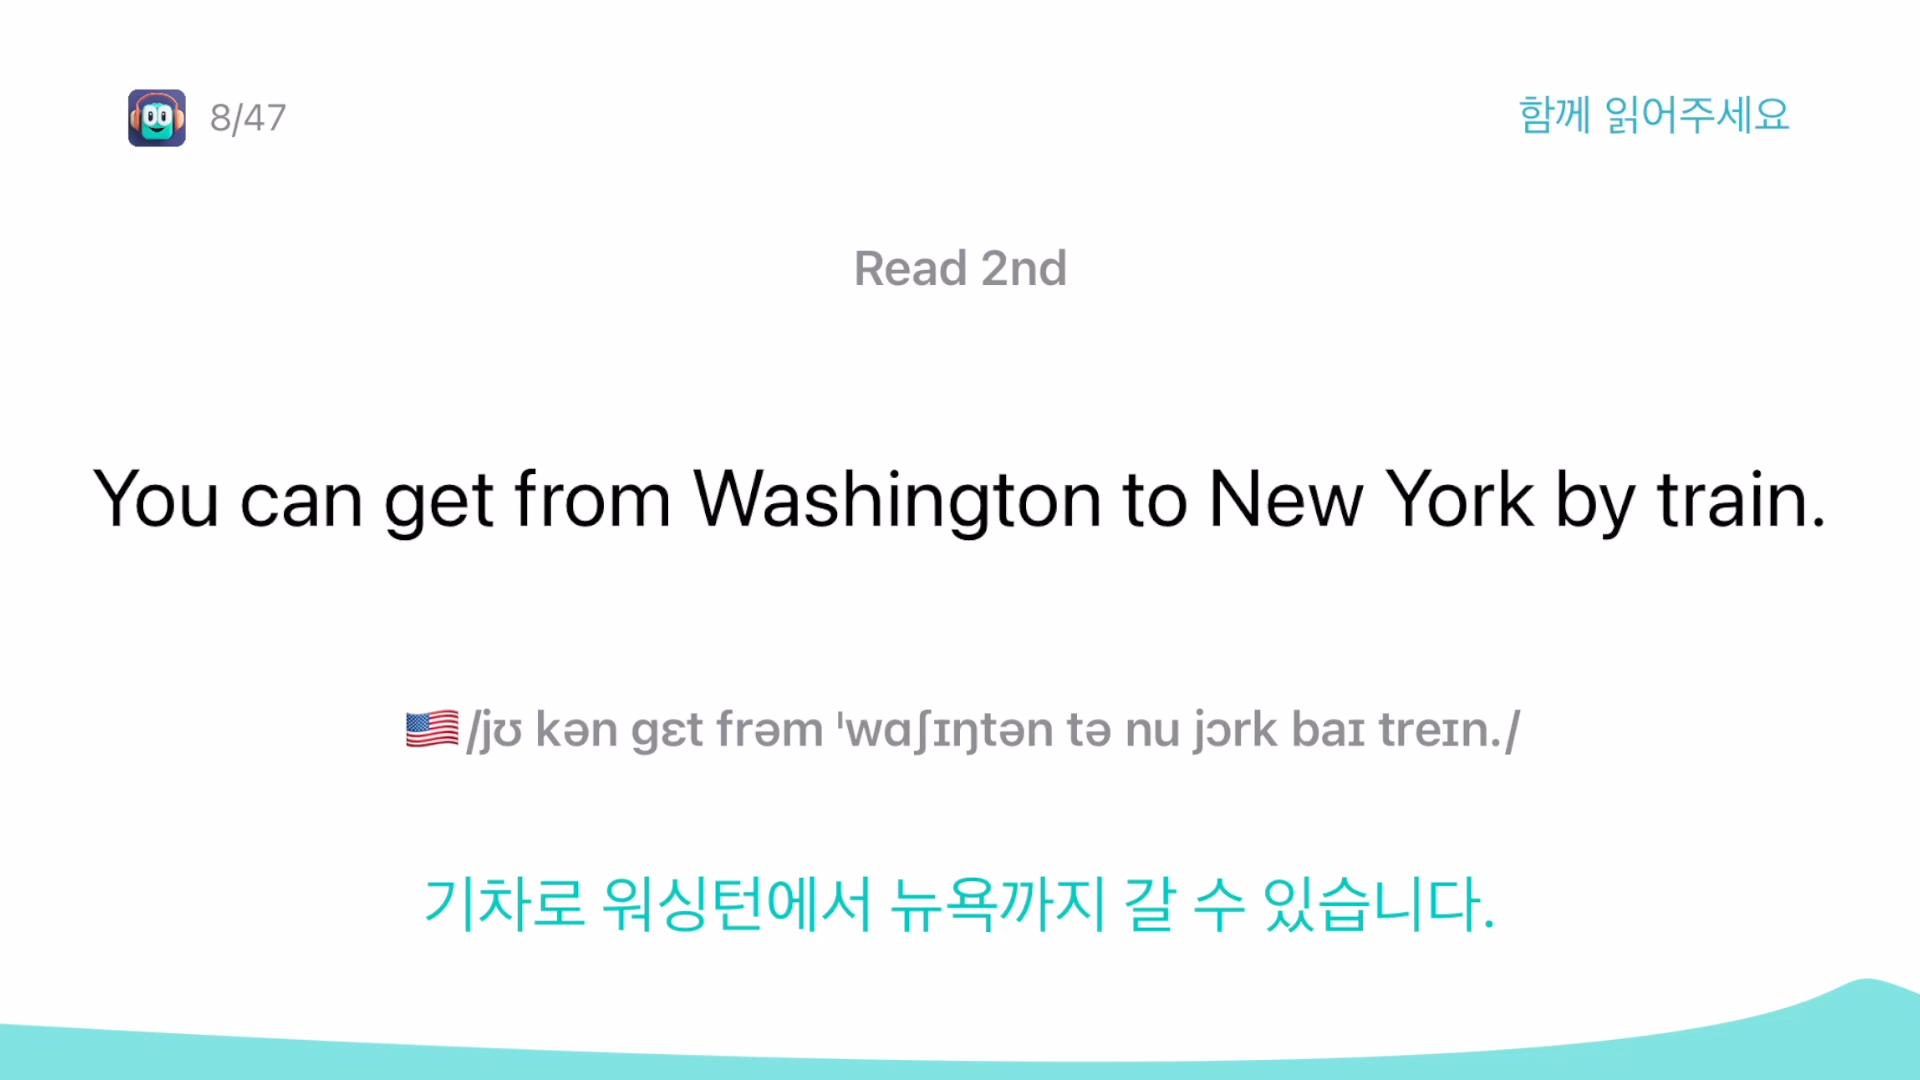 8/47
함께 읽어주세요
Read 2nd
You can get from Washington to New York by train.
/jʊ kən gɛt frəm ˈwɑʃɪŋtən tə nu jɔrk baɪ treɪn./
기차로 워싱턴에서 뉴욕까지 갈 수 있습니다.